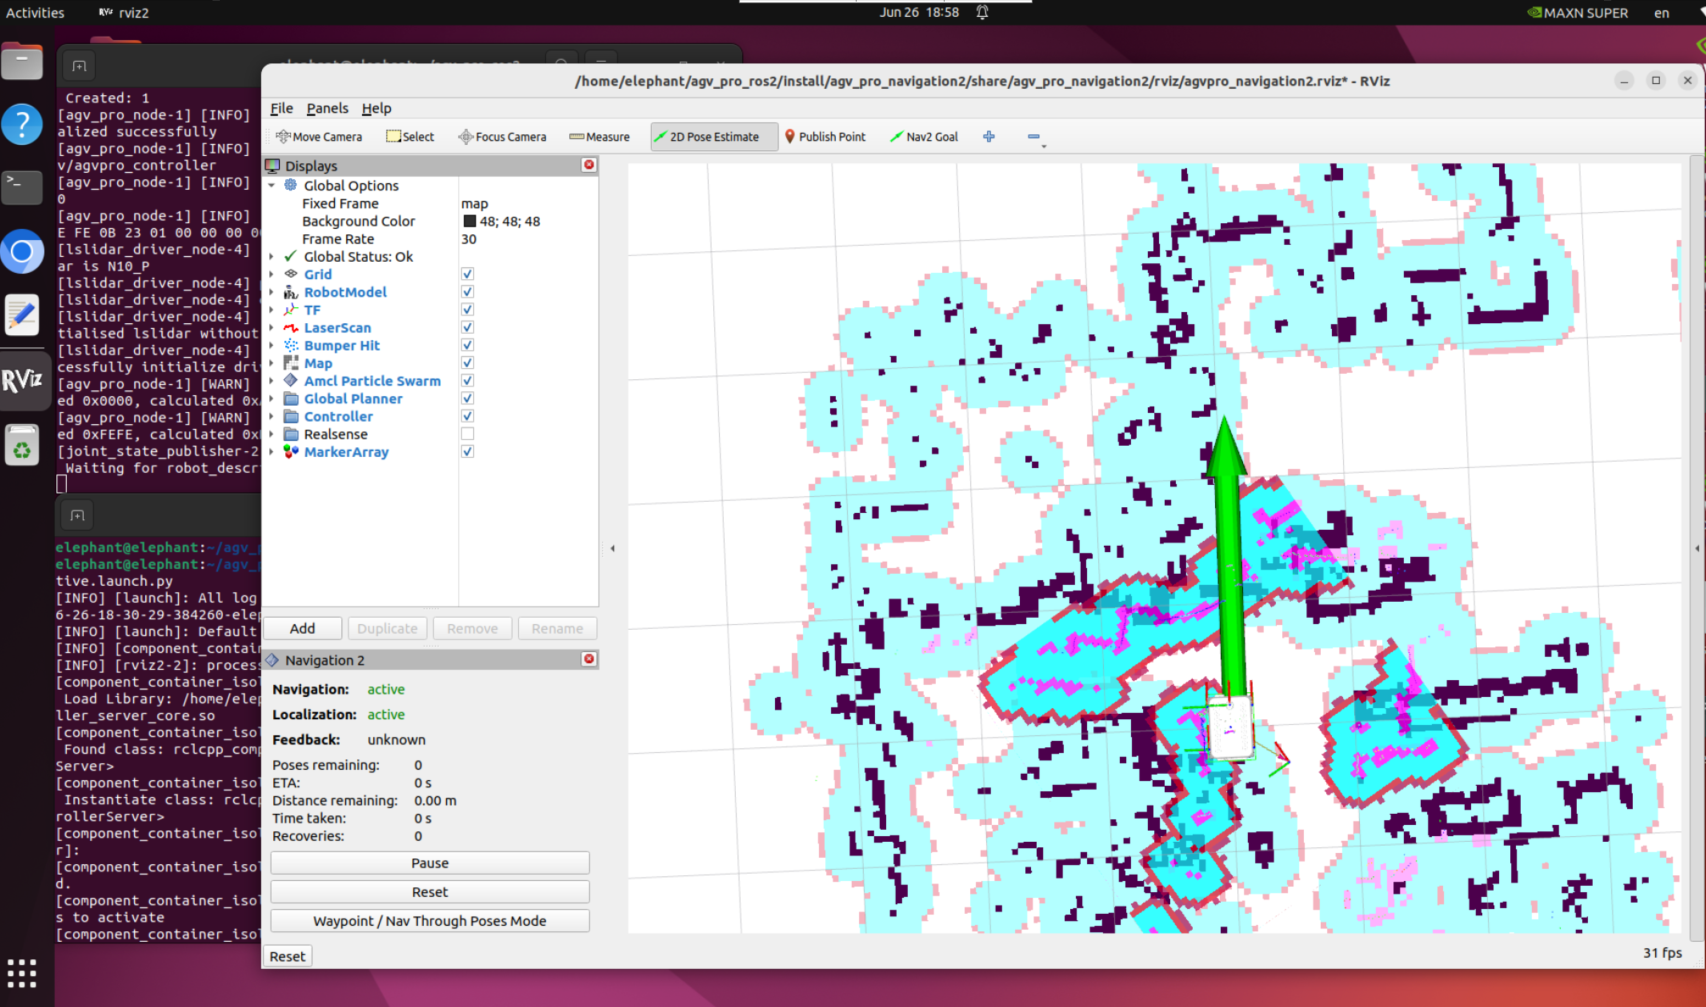 Activities
rviz2
Jun 26 18:58
MAXN SUPER
en
/home/elephant/agv_pro_ros2/install/agv_pro_navigation2/share/agv_pro_navigation2/rviz/agvpro_navigation2.rviz* - RViz
File Panels Help
Move Camera Select Focus Camera Measure 2D Pose Estimate Publish Point Nav2 Goal
Created: 1
[agv_pro_node-1] [INFO]
alized successfully
[agv_pro_node-1] [INFO]
v/agvpro_controller
[agv_pro_node-1] [INFO]
0
[agv_pro_node-1] [INFO]
E FE 0B 23 01 00 00 00 0
[lslidar_driver_node-4]
ar is N10_P
[lslidar_driver_node-4]
[lslidar_driver_node-4]
[lslidar_driver_node-4]
tialised lslidar without
[lslidar_driver_node-4]
cessfully initialize dri
[agv_pro_node-1] [WARN]
ed 0x0000, calculated 0x
[agv_pro_node-1] [WARN]
ed 0xFEFE, calculated 0x
[joint_state_publisher-2
Waiting for robot_descr
elephant@elephant:~/agv_p
elephant@elephant:~/agv_
tive.launch.py
[INFO] [launch]: All log
6-26-18-30-29-384260-ele
[INFO] [launch]: Default
[INFO] [component_contai
[INFO] [rviz2-2]: proces
[component_container_iso
Load Library: /home/ele
ller_server_core.so
[component_container_iso
Found class: rclcpp_com
Server>
[component_container_iso
Instantiate class: rclc
rollerServer>
[component_container_iso
r]:
[component_container_iso
d.
[component_container_iso
s to activate
[component_container_iso
RViz
Displays
Global Options
Fixed Frame map
Background Color 48; 48; 48
Frame Rate 30
Global Status: Ok
Grid
RobotModel
TF
LaserScan
Bumper Hit
Map
Amcl Particle Swarm
Global Planner
Controller
Realsense
MarkerArray
Add Duplicate Remove Rename
Navigation 2
Navigation: active
Localization: active
Feedback: unknown
Poses remaining: 0
ETA: 0 s
Distance remaining: 0.00 m
Time taken: 0 s
Recoveries: 0
Pause
Reset
Waypoint / Nav Through Poses Mode
Reset
31 fps